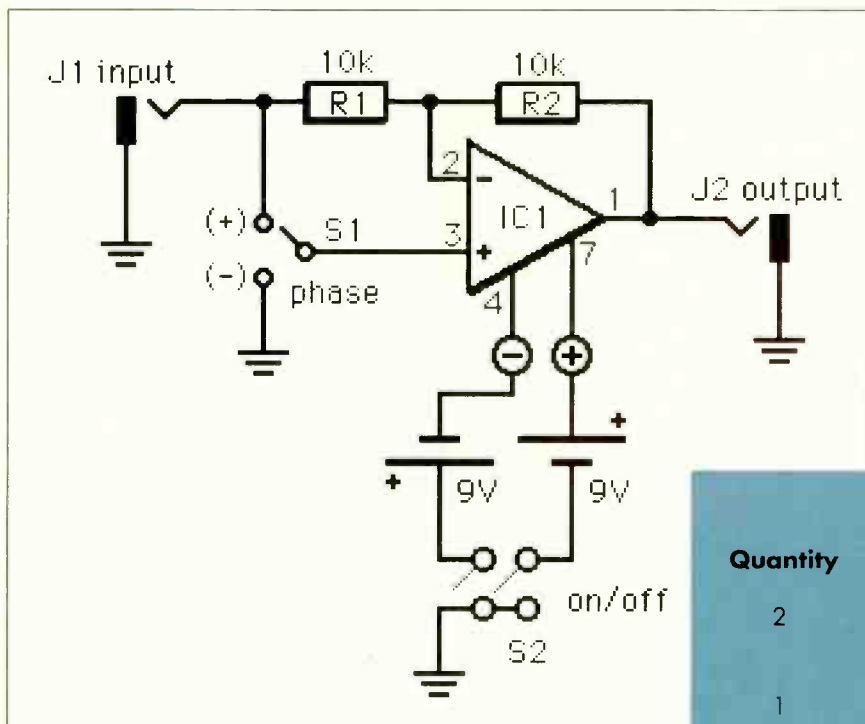 J1 input
10k
R1
10k
R2
2
-
IC1
1
J2 output
(+)
S1
3
+
7
(-)
phase
4
-
+
+
+
9V
9V
on/off
S2
Quantity
2
1